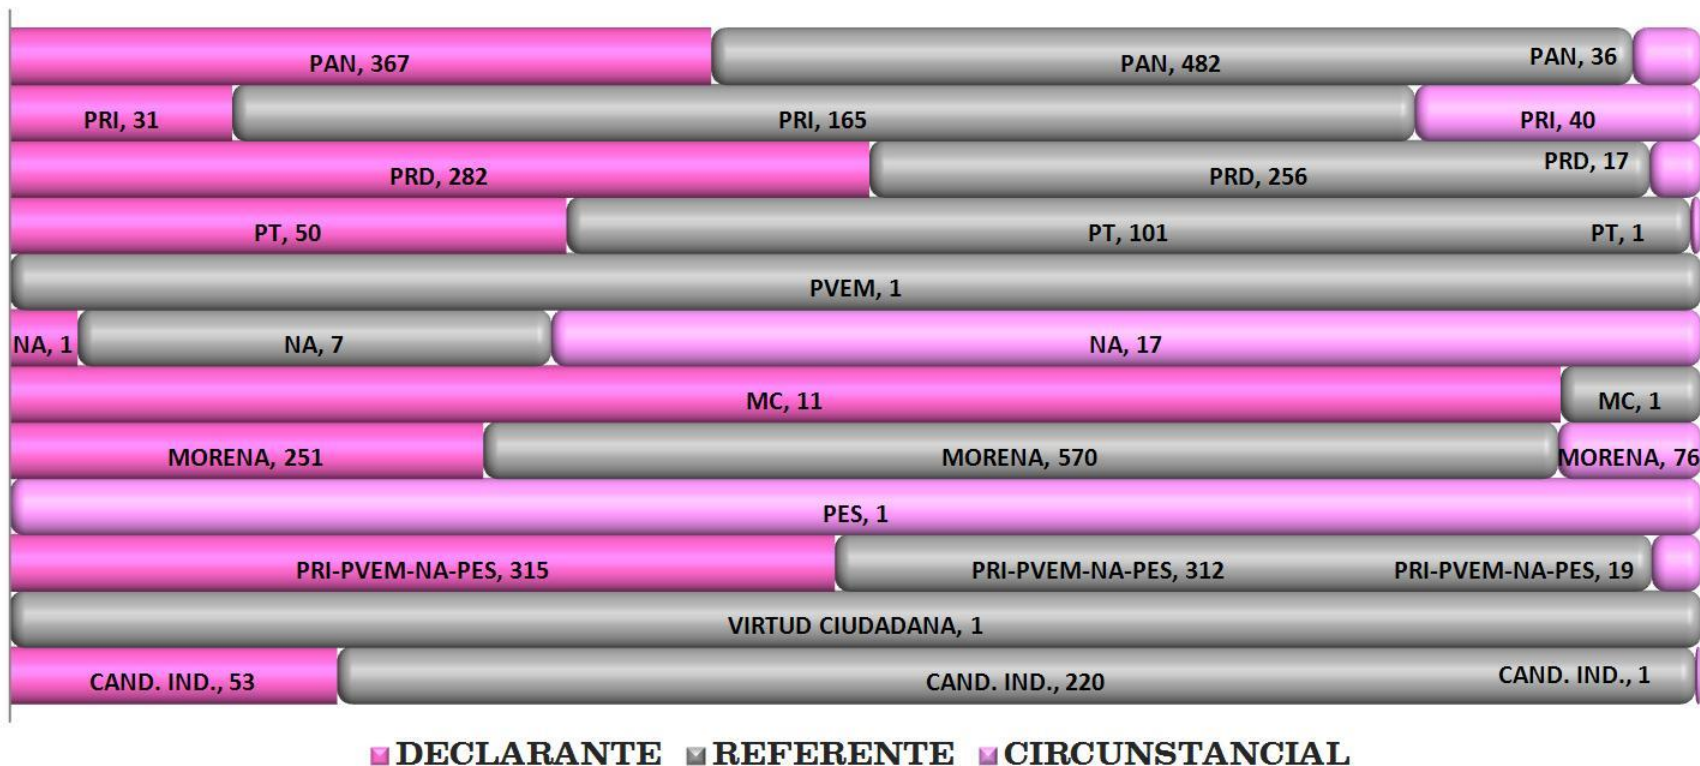 PAN, 367 PAN, 482 PAN, 36
PRI, 31 PRI, 165 PRI, 40
PRD, 282 PRD, 256 PRD, 17
PT, 50 PT, 101 PT, 1
PVEM, 1
NA, 1 NA, 7 NA, 17
MC, 11 MC, 1
MORENA, 251 MORENA, 570 MORENA, 76
PES, 1
PRI-PVEM-NA-PES, 315 PRI-PVEM-NA-PES, 312 PRI-PVEM-NA-PES, 19
VIRTUD CIUDADANA, 1
CAND. IND., 53 CAND. IND., 220 CAND. IND., 1
DECLARANTE REFERENTE CIRCUNSTANCIAL